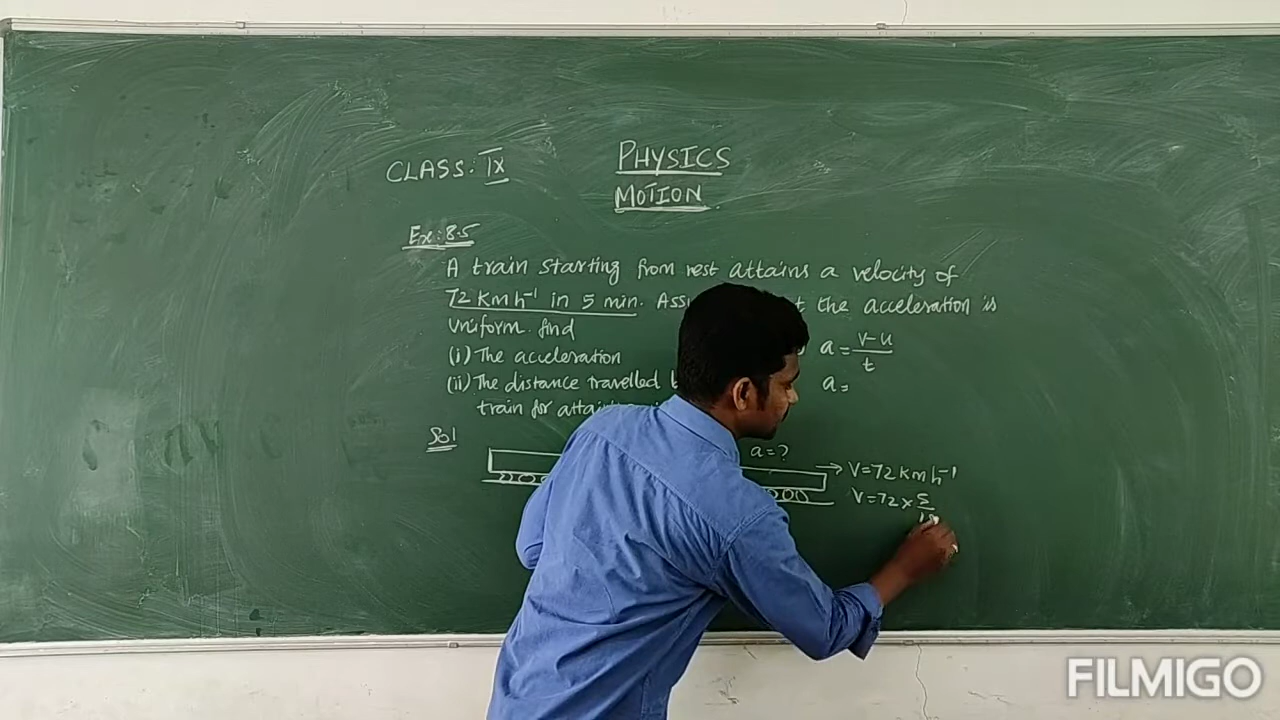 CLASS: IX
PHYSICS
MOTION
Ex: 8.5
A train starting from rest attains a velocity of
72 Km h⁻¹ in 5 min. the acceleration is
uniform. find
(i) The acceleration
(ii) The distance travelled
train for
a = v-u/t
a =
Sol
a = ?
V = 72 Km h⁻¹
V = 72 × 5/18
FILMIGO